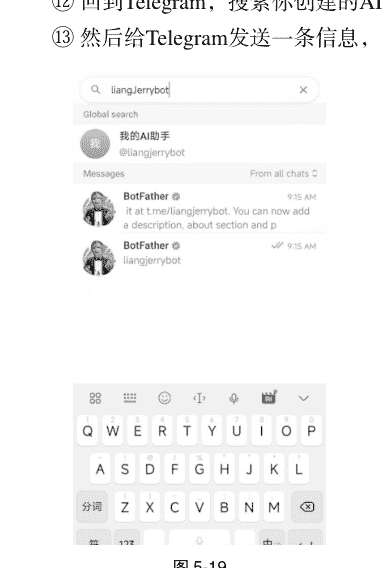 ⑫ 回到Telegram，搜索你创建的AI
⑬ 然后给Telegram发送一条信息，
liangJerrybot
Global search
我 我的AI助手
@liangjerrybot
Messages From all chats
BotFather 9:15 AM
it at t.me/liangjerrybot. You can now add
a description, about section and p
BotFather 9:15 AM
liangjerrybot
Q W E R T Y U I O P
A S D F G H J K L
分词 Z X C V B N M
符 123 中
图 5-19